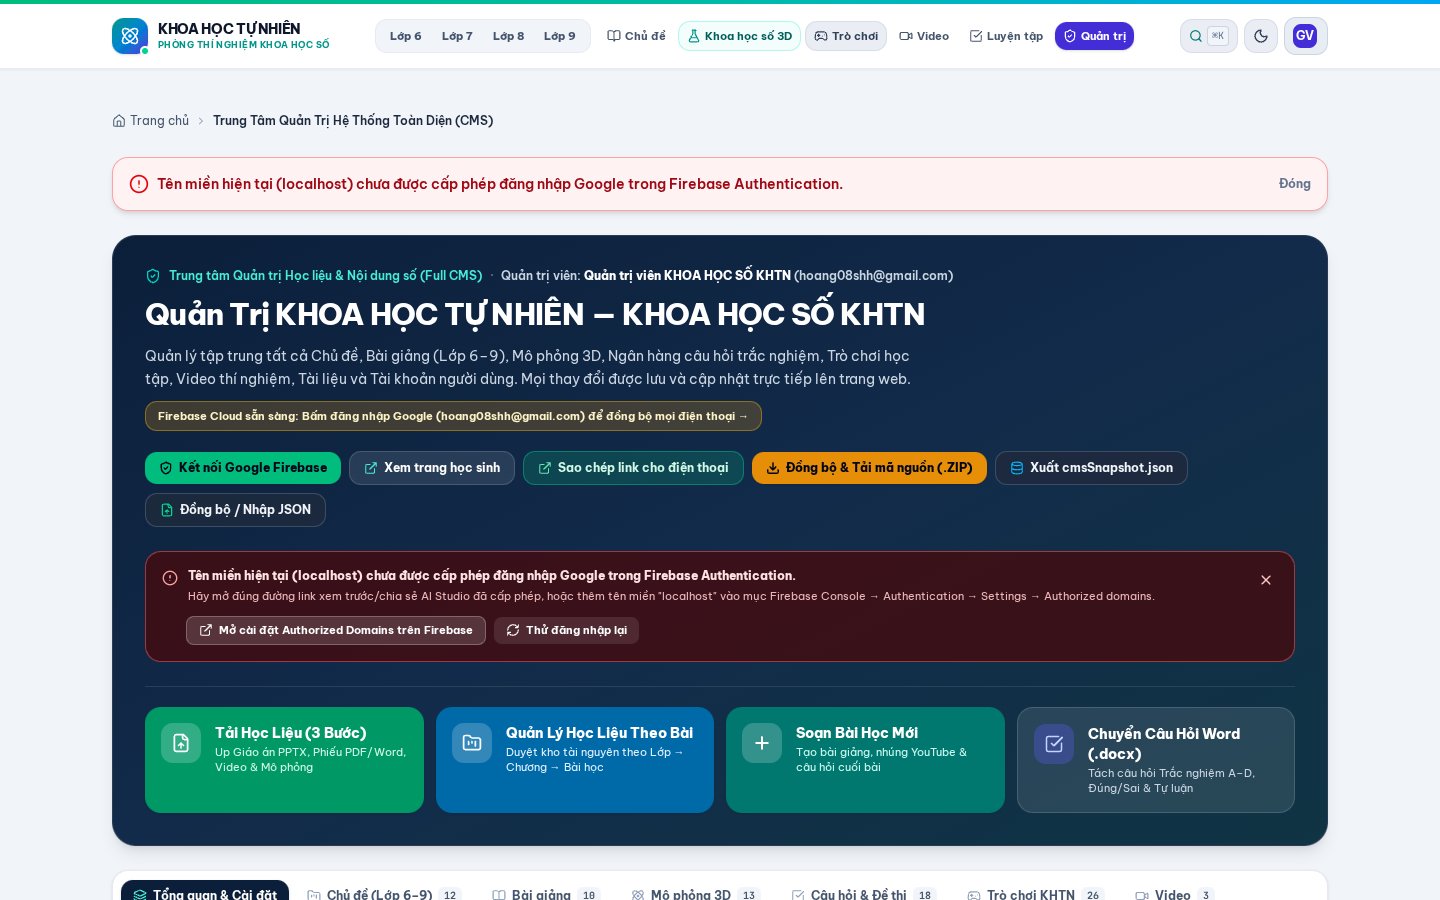 KHOA HỌC TỰ NHIÊN
PHÒNG THÍ NGHIỆM KHOA HỌC SỐ
Lớp 6 Lớp 7 Lớp 8 Lớp 9 Chủ đề Khoa học số 3D Trò chơi Video Luyện tập Quản trị ⌘K GV
Trang chủ > Trung Tâm Quản Trị Hệ Thống Toàn Diện (CMS)
Tên miền hiện tại (localhost) chưa được cấp phép đăng nhập Google trong Firebase Authentication. Đóng
Trung tâm Quản trị Học liệu & Nội dung số (Full CMS) · Quản trị viên: Quản trị viên KHOA HỌC SỐ KHTN (hoang08shh@gmail.com)
Quản Trị KHOA HỌC TỰ NHIÊN — KHOA HỌC SỐ KHTN
Quản lý tập trung tất cả Chủ đề, Bài giảng (Lớp 6–9), Mô phỏng 3D, Ngân hàng câu hỏi trắc nghiệm, Trò chơi học
tập, Video thí nghiệm, Tài liệu và Tài khoản người dùng. Mọi thay đổi được lưu và cập nhật trực tiếp lên trang web.
Firebase Cloud sẵn sàng: Bấm đăng nhập Google (hoang08shh@gmail.com) để đồng bộ mọi điện thoại →
Kết nối Google Firebase Xem trang học sinh Sao chép link cho điện thoại Đồng bộ & Tải mã nguồn (.ZIP) Xuất cmsSnapshot.json
Đồng bộ / Nhập JSON
Tên miền hiện tại (localhost) chưa được cấp phép đăng nhập Google trong Firebase Authentication.
Hãy mở đúng đường link xem trước/chia sẻ AI Studio đã cấp phép, hoặc thêm tên miền "localhost" vào mục Firebase Console → Authentication → Settings → Authorized domains.
Mở cài đặt Authorized Domains trên Firebase Thử đăng nhập lại
Tải Học Liệu (3 Bước)
Up Giáo án PPTX, Phiếu PDF/Word,
Video & Mô phỏng
Quản Lý Học Liệu Theo Bài
Duyệt kho tài nguyên theo Lớp →
Chương → Bài học
Soạn Bài Học Mới
Tạo bài giảng, nhúng YouTube &
câu hỏi cuối bài
Chuyển Câu Hỏi Word
(.docx)
Tách câu hỏi Trắc nghiệm A–D,
Đúng/Sai & Tự luận
Tổng quan & Cài đặt Chủ đề (Lớp 6–9) 12 Bài giảng 10 Mô phỏng 3D 13 Câu hỏi & Đề thi 18 Trò chơi KHTN 26 Video 3